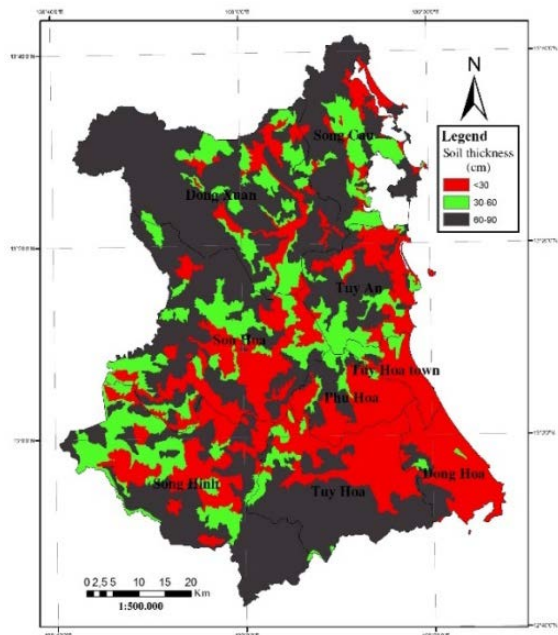 N
Legend
Soil thickness
(cm)
<30
30-60
60-90
Song Cau
Dong Xuan
Tuy An
Son Hoa
Tuy Hoa town
Phu Hoa
Dong Hoa
Song Hinh
Tuy Hoa
0 2,5 5 10 15 20
Km
1:500.000